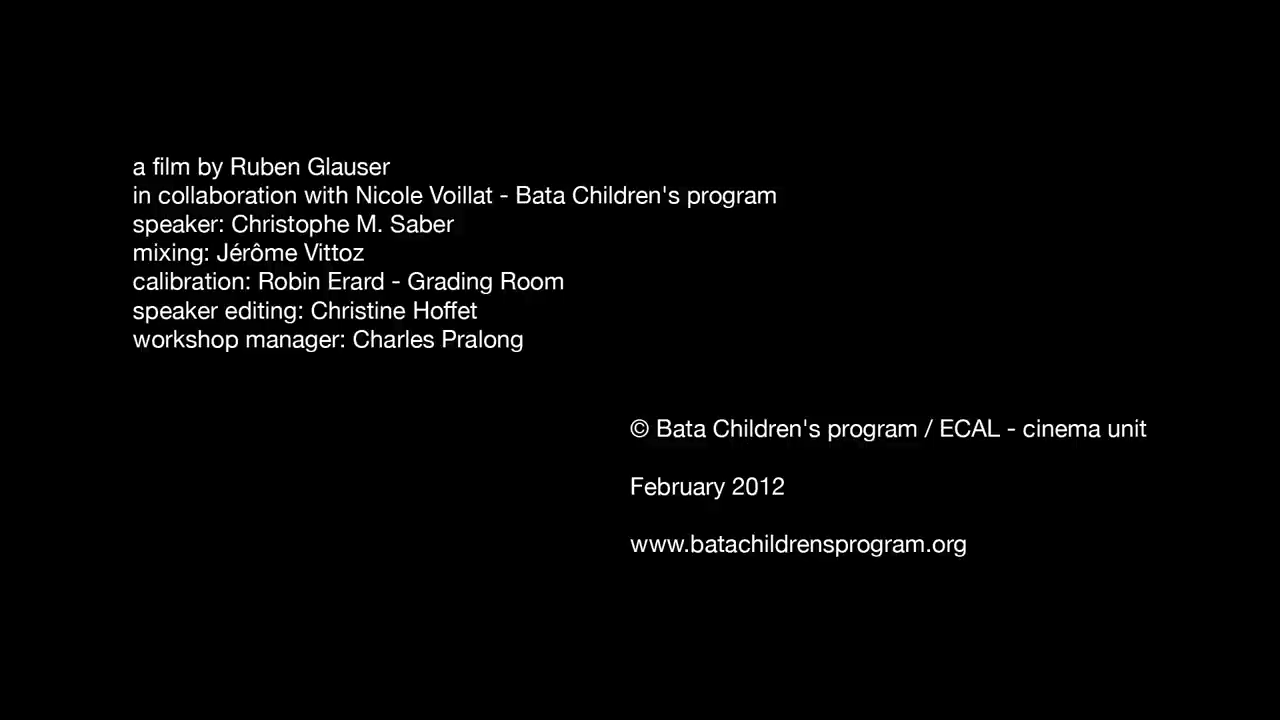 a film by Ruben Glauser
in collaboration with Nicole Voillat - Bata Children's program
speaker: Christophe M. Saber
mixing: Jérôme Vittoz
calibration: Robin Erard - Grading Room
speaker editing: Christine Hoffet
workshop manager: Charles Pralong
© Bata Children's program / ECAL - cinema unit
February 2012
www.batachildrensprogram.org